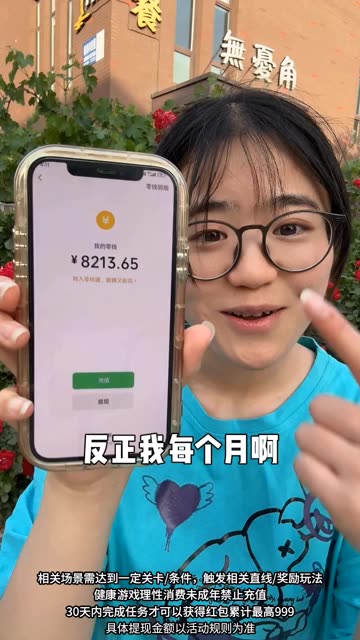 餐
無憂角
零钱明细
我的零钱
¥8213.65
转入零钱通，省赚又能花›
充值
提现
反正我每个月啊
相关场景需达到一定关卡/条件，触发相关直线/奖励玩法
健康游戏理性消费未成年禁止充值
30天内完成任务才可以获得红包累计最高999
具体提现金额以活动规则为准